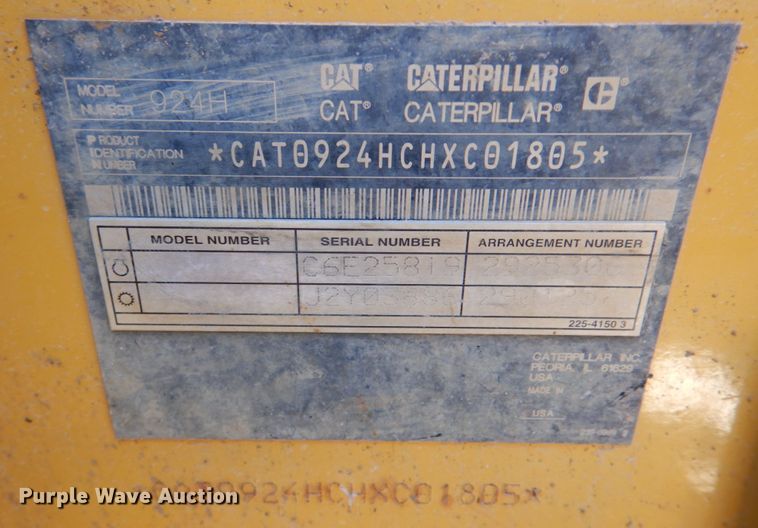 MODEL NUMBER 924H
CAT® CATERPILLAR®
CAT® CATERPILLAR® C
PRODUCT IDENTIFICATION NUMBER *CAT0924HCHXC01805*
MODEL NUMBER SERIAL NUMBER ARRANGEMENT NUMBER
C6E25819
225-4150 3
CATERPILLAR INC.
PEORIA, IL 61629
USA
MADE IN
USA
*CAT0924HCHXC01805*
Purple Wave Auction